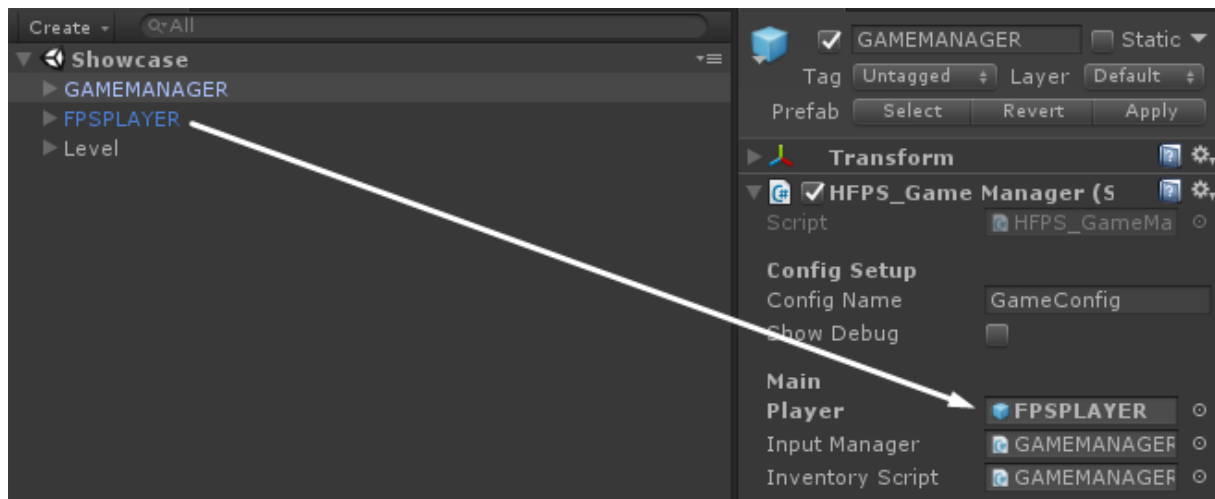 Create
All
Showcase
GAMEMANAGER
FPSPLAYER
Level
GAMEMANAGER Static
Tag Untagged Layer Default
Prefab Select Revert Apply
Transform
HFPS_Game Manager (S
Script HFPS_GameMa
Config Setup
Config Name GameConfig
Show Debug
Main
Player FPSPLAYER
Input Manager GAMEMANAGER
Inventory Script GAMEMANAGER